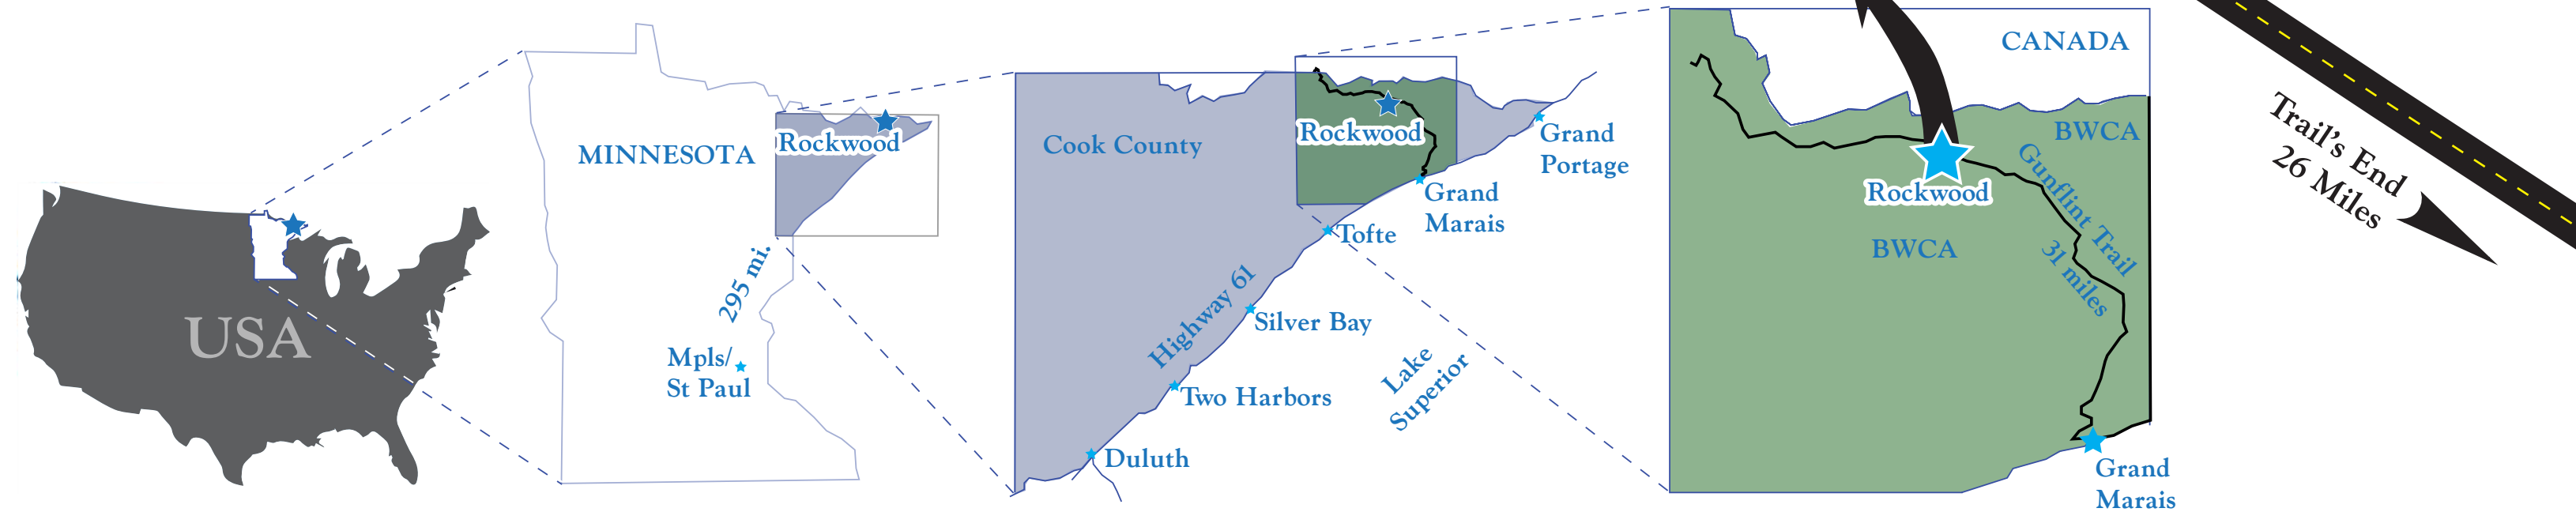 USA
MINNESOTA
Rockwood
295 mi.
Mpls/
St Paul
Cook County
Rockwood
Grand
Portage
Grand
Marais
Tofte
Highway 61
Silver Bay
Two Harbors
Duluth
Lake
Superior
CANADA
BWCA
Rockwood
Gunflint Trail
31 miles
BWCA
Grand
Marais
Trail's End
26 Miles